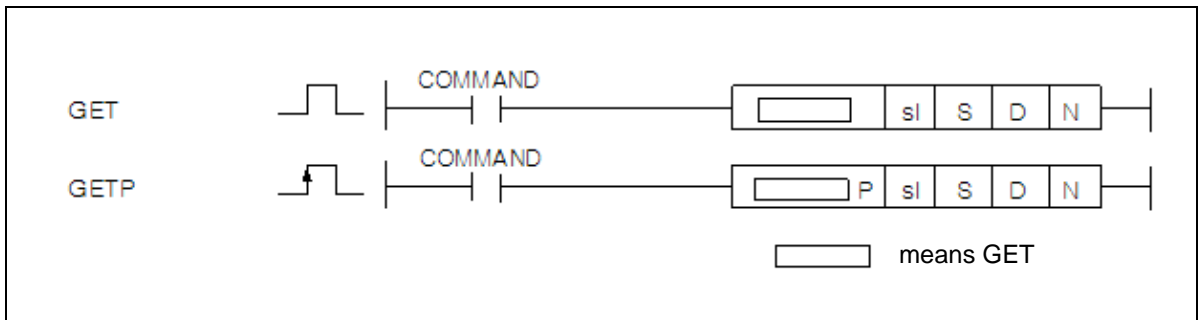 COMMAND
GET sl S D N
COMMAND
GETP P sl S D N
means GET